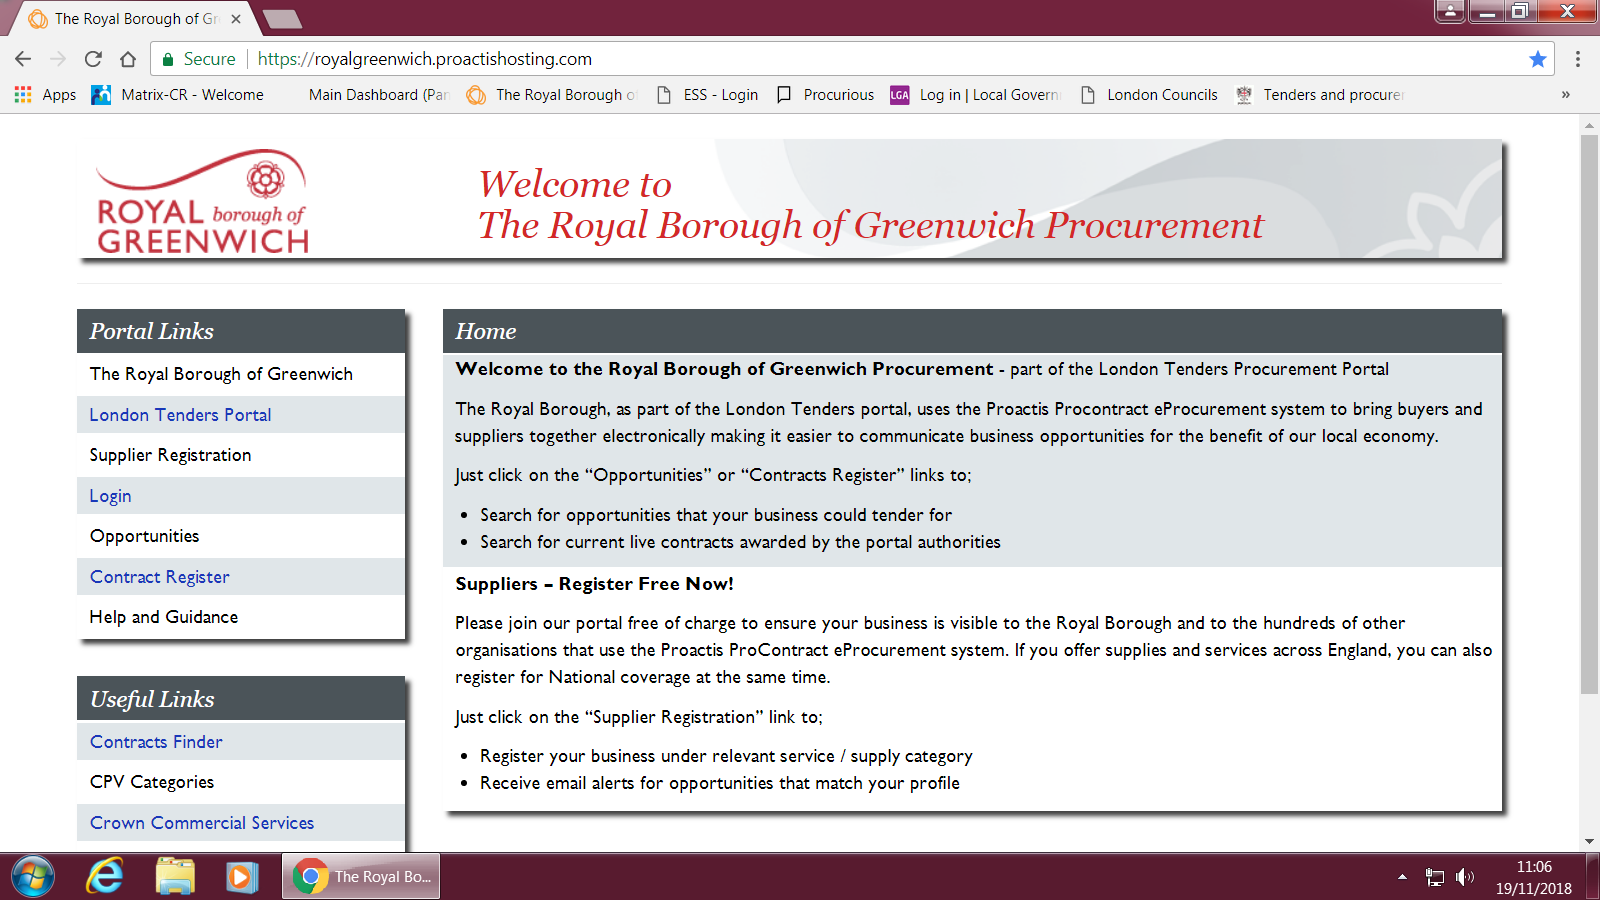 The Royal Borough of Gr
Secure
https://royalgreenwich.proactishosting.com
Apps
Matrix-CR - Welcome
Main Dashboard (Pan
The Royal Borough of
ESS - Login
Procurious
LGA
Log in | Local Governm
London Councils
Tenders and procurer
»
ROYAL borough of
GREENWICH
Welcome to
The Royal Borough of Greenwich Procurement
Portal Links
The Royal Borough of Greenwich
London Tenders Portal
Supplier Registration
Login
Opportunities
Contract Register
Help and Guidance
Useful Links
Contracts Finder
CPV Categories
Crown Commercial Services
Home
Welcome to the Royal Borough of Greenwich Procurement - part of the London Tenders Procurement Portal
The Royal Borough, as part of the London Tenders portal, uses the Proactis Procontract eProcurement system to bring buyers and
suppliers together electronically making it easier to communicate business opportunities for the benefit of our local economy.
Just click on the “Opportunities” or “Contracts Register” links to;
• Search for opportunities that your business could tender for
• Search for current live contracts awarded by the portal authorities
Suppliers – Register Free Now!
Please join our portal free of charge to ensure your business is visible to the Royal Borough and to the hundreds of other
organisations that use the Proactis ProContract eProcurement system. If you offer supplies and services across England, you can also
register for National coverage at the same time.
Just click on the “Supplier Registration” link to;
• Register your business under relevant service / supply category
• Receive email alerts for opportunities that match your profile
The Royal Bo...
11:06
19/11/2018